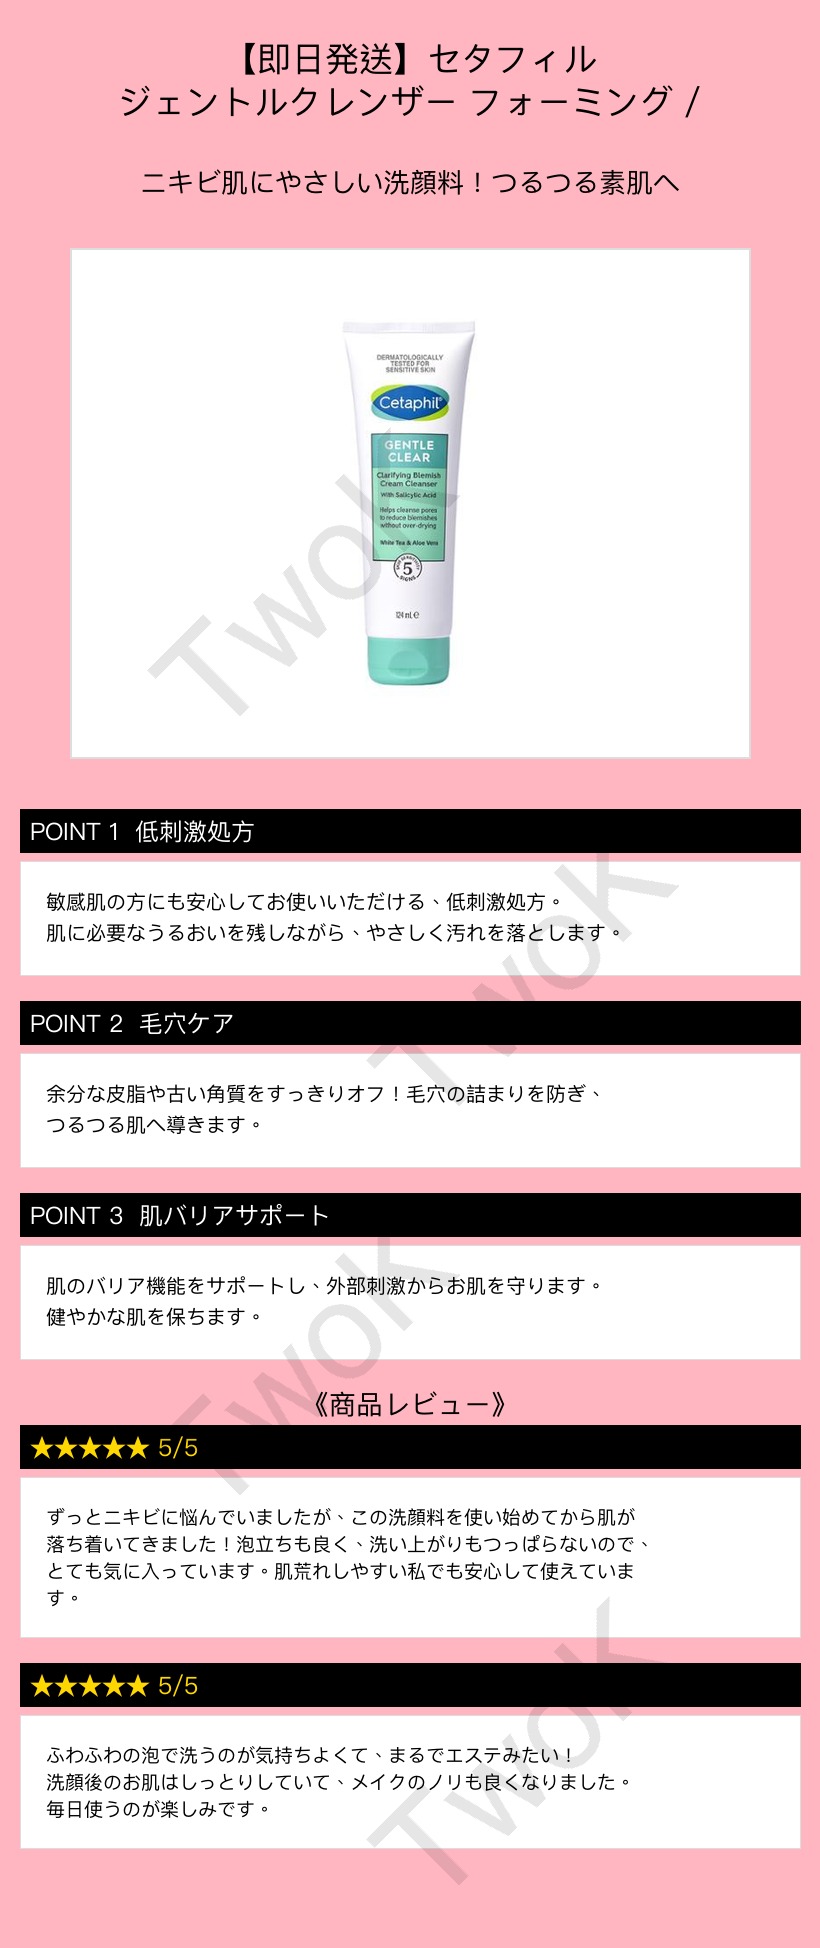 【即日発送】セタフィル
ジェントルクレンザー フォーミング /
ニキビ肌にやさしい洗顔料！つるつる素肌へ
DERMATOLOGICALLY
TESTED FOR
SENSITIVE SKIN
Cetaphil®
GENTLE
CLEAR
Clarifying Blemish
Cream Cleanser
With Salicylic Acid
Helps cleanse pores
to reduce blemishes
without over-drying
White Tea & Aloe Vera
5
SIGNS
124 mL ℮
TwoK
POINT 1 低刺激処方
敏感肌の方にも安心してお使いいただける、低刺激処方。
肌に必要なうるおいを残しながら、やさしく汚れを落とします。
TwoK
POINT 2 毛穴ケア
余分な皮脂や古い角質をすっきりオフ！毛穴の詰まりを防ぎ、
つるつる肌へ導きます。
POINT 3 肌バリアサポート
肌のバリア機能をサポートし、外部刺激からお肌を守ります。
健やかな肌を保ちます。
TwoK
《商品レビュー》
★★★★★ 5/5
ずっとニキビに悩んでいましたが、この洗顔料を使い始めてから肌が
落ち着いてきました！泡立ちも良く、洗い上がりもつっぱらないので、
とても気に入っています。肌荒れしやすい私でも安心して使えていま
す。
★★★★★ 5/5
ふわふわの泡で洗うのが気持ちよくて、まるでエステみたい！
洗顔後のお肌はしっとりしていて、メイクのノリも良くなりました。
毎日使うのが楽しみです。
TwoK